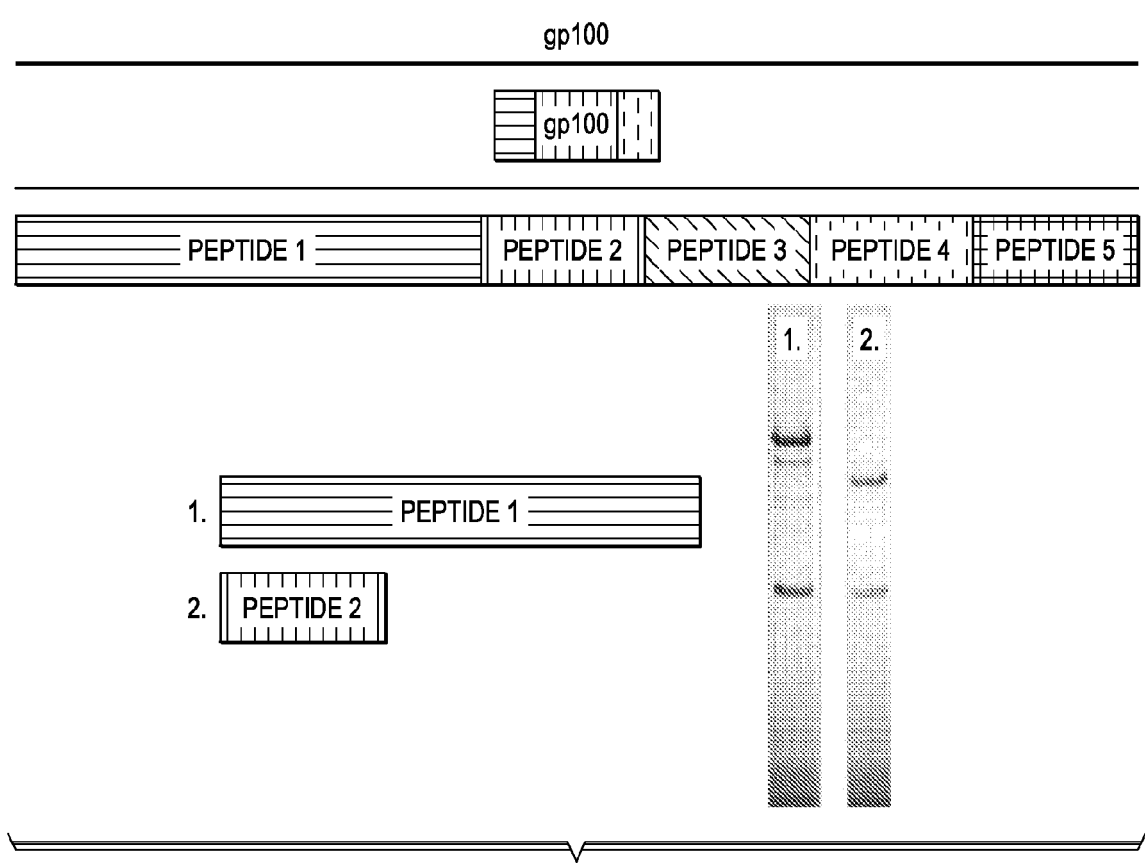 gp100
gp100
PEPTIDE 1 PEPTIDE 2 PEPTIDE 3 PEPTIDE 4 PEPTIDE 5
1. 2.
1. PEPTIDE 1
2. PEPTIDE 2